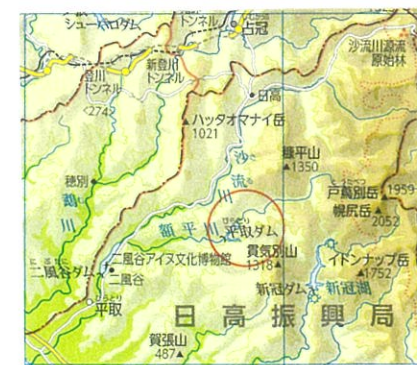 シューパロダム
トンネル
占冠
登川
トンネル
新登川
トンネル
<274>
日高
沙流川源流
原始林
ハッタオマナイ岳
1021
沙流川
糠平山
1350
穂別
鵡川
戸蔦別岳
1959
幌尻岳
2052
額平川
びらとり
平取ダム
貫気別山
1318
イドンナップ岳
1752
二風谷アイヌ文化博物館
二風谷ダム
二風谷
新冠ダム
新冠湖
びらとり
平取
日高振興局
賀張山
487